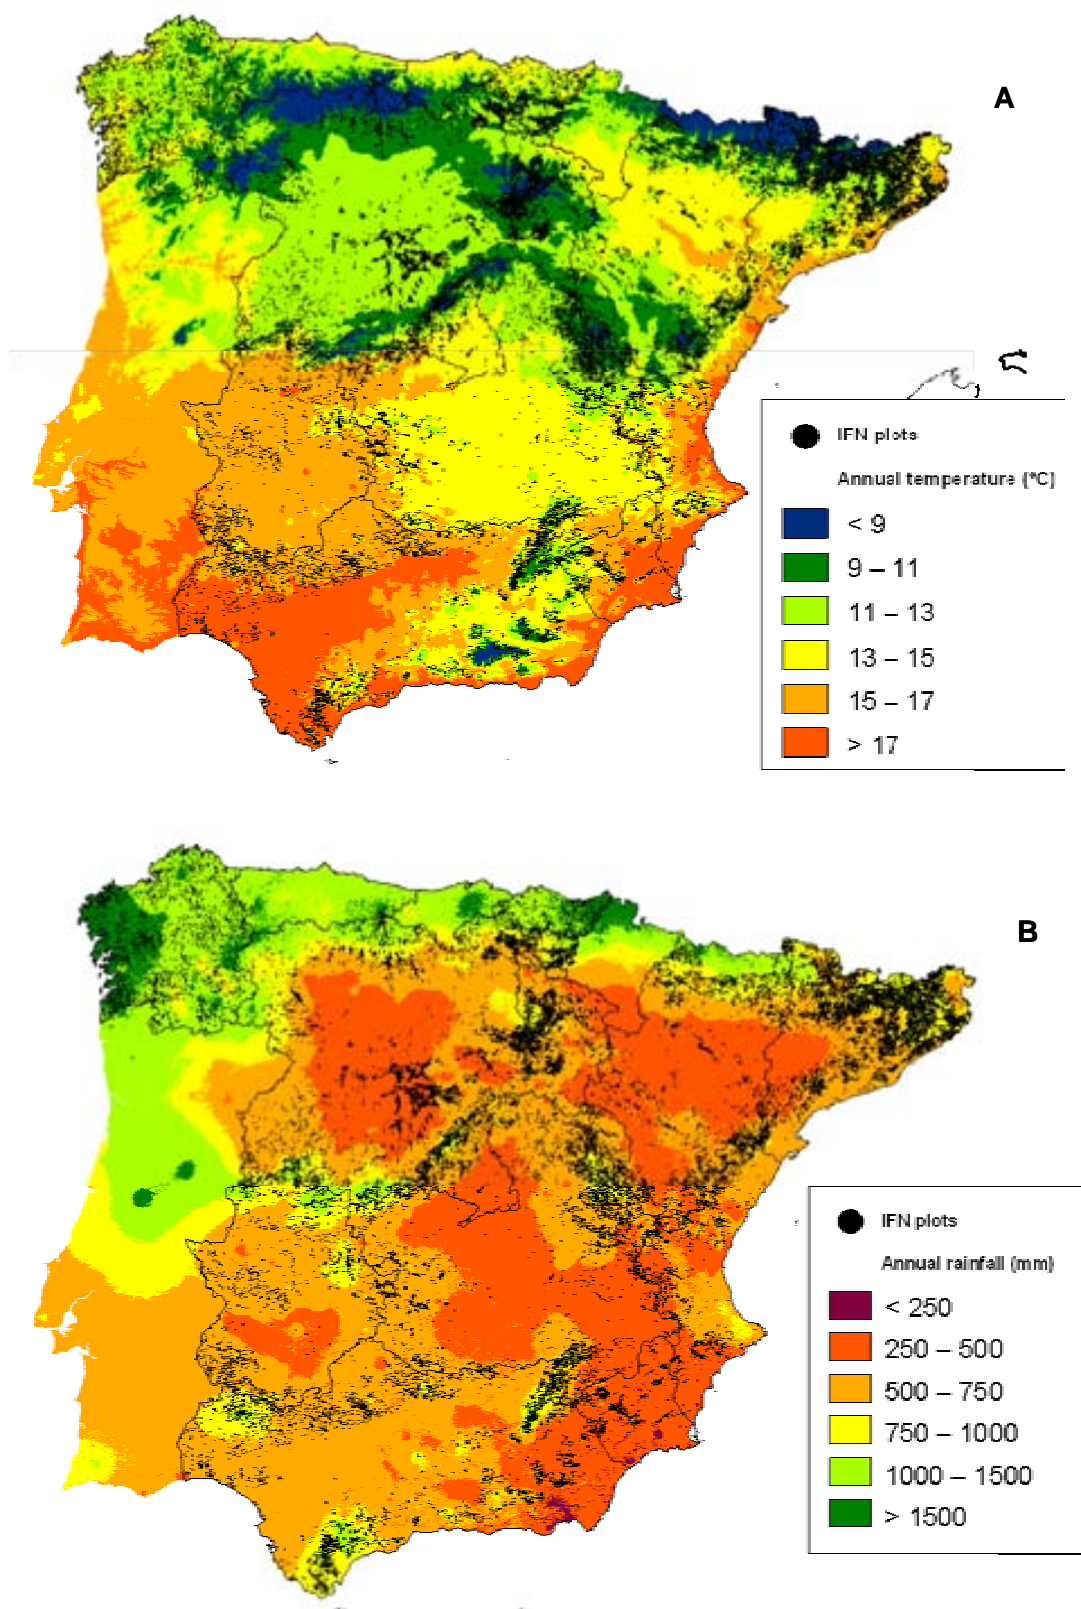 A
IFN plots
Annual temperature (°C)
< 9
9 – 11
11 – 13
13 – 15
15 – 17
> 17
B
IFN plots
Annual rainfall (mm)
< 250
250 – 500
500 – 750
750 – 1000
1000 – 1500
> 1500